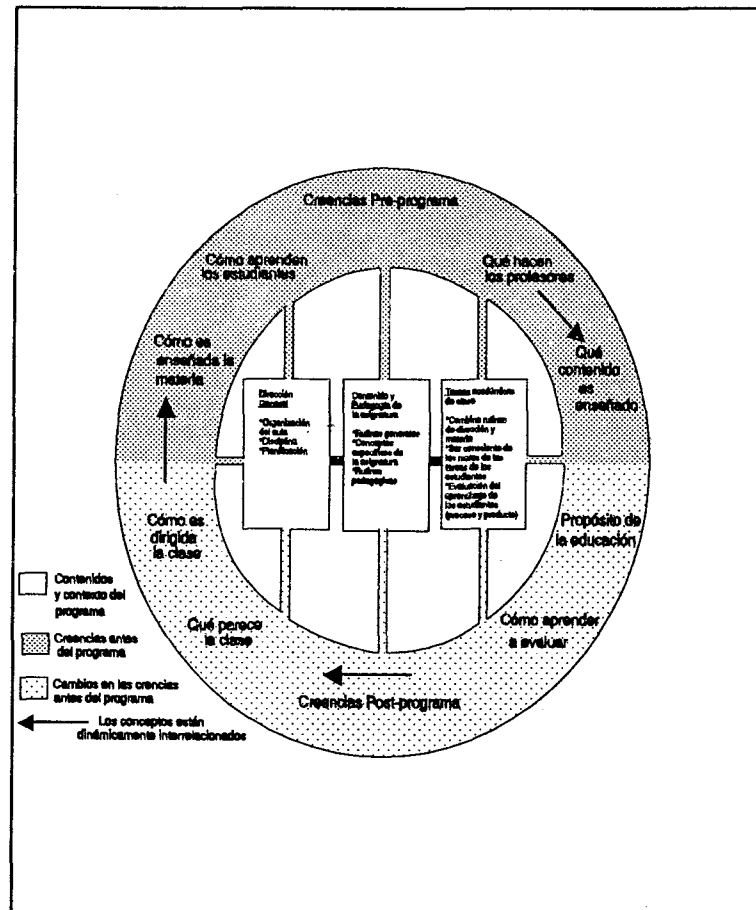 Creencias Pre-programa
Cómo aprenden
los estudiantes
Qué hacen
los profesores
Cómo es
enseñada la
materia
Qué
contenido
es
enseñado
Dirección
General
*Organización
del aula
*Disciplina
*Planificación
Contenido y
Pedagogía de
la asignatura
*Rutinas generales
*Conceptos
específicos de
la asignatura
*Rutinas
pedagógicas
Tareas académicas
de clase
*Combina rutinas
de dirección y
materia
*Ser consciente de
las de las
tareas de los
estudiantes
*Evaluación del
aprendizaje de
los estudiantes
(proceso y producto)
Cómo es
dirigida
la clase
Propósito de
la educación
Qué parece
la clase
Cómo aprender
a evaluar
Creencias Post-programa
Contenidos
y contexto del
programa
Creencias antes
del programa
Cambios en las crencias
antes del programa
Los conceptos están
dinámicamente interrelacionados